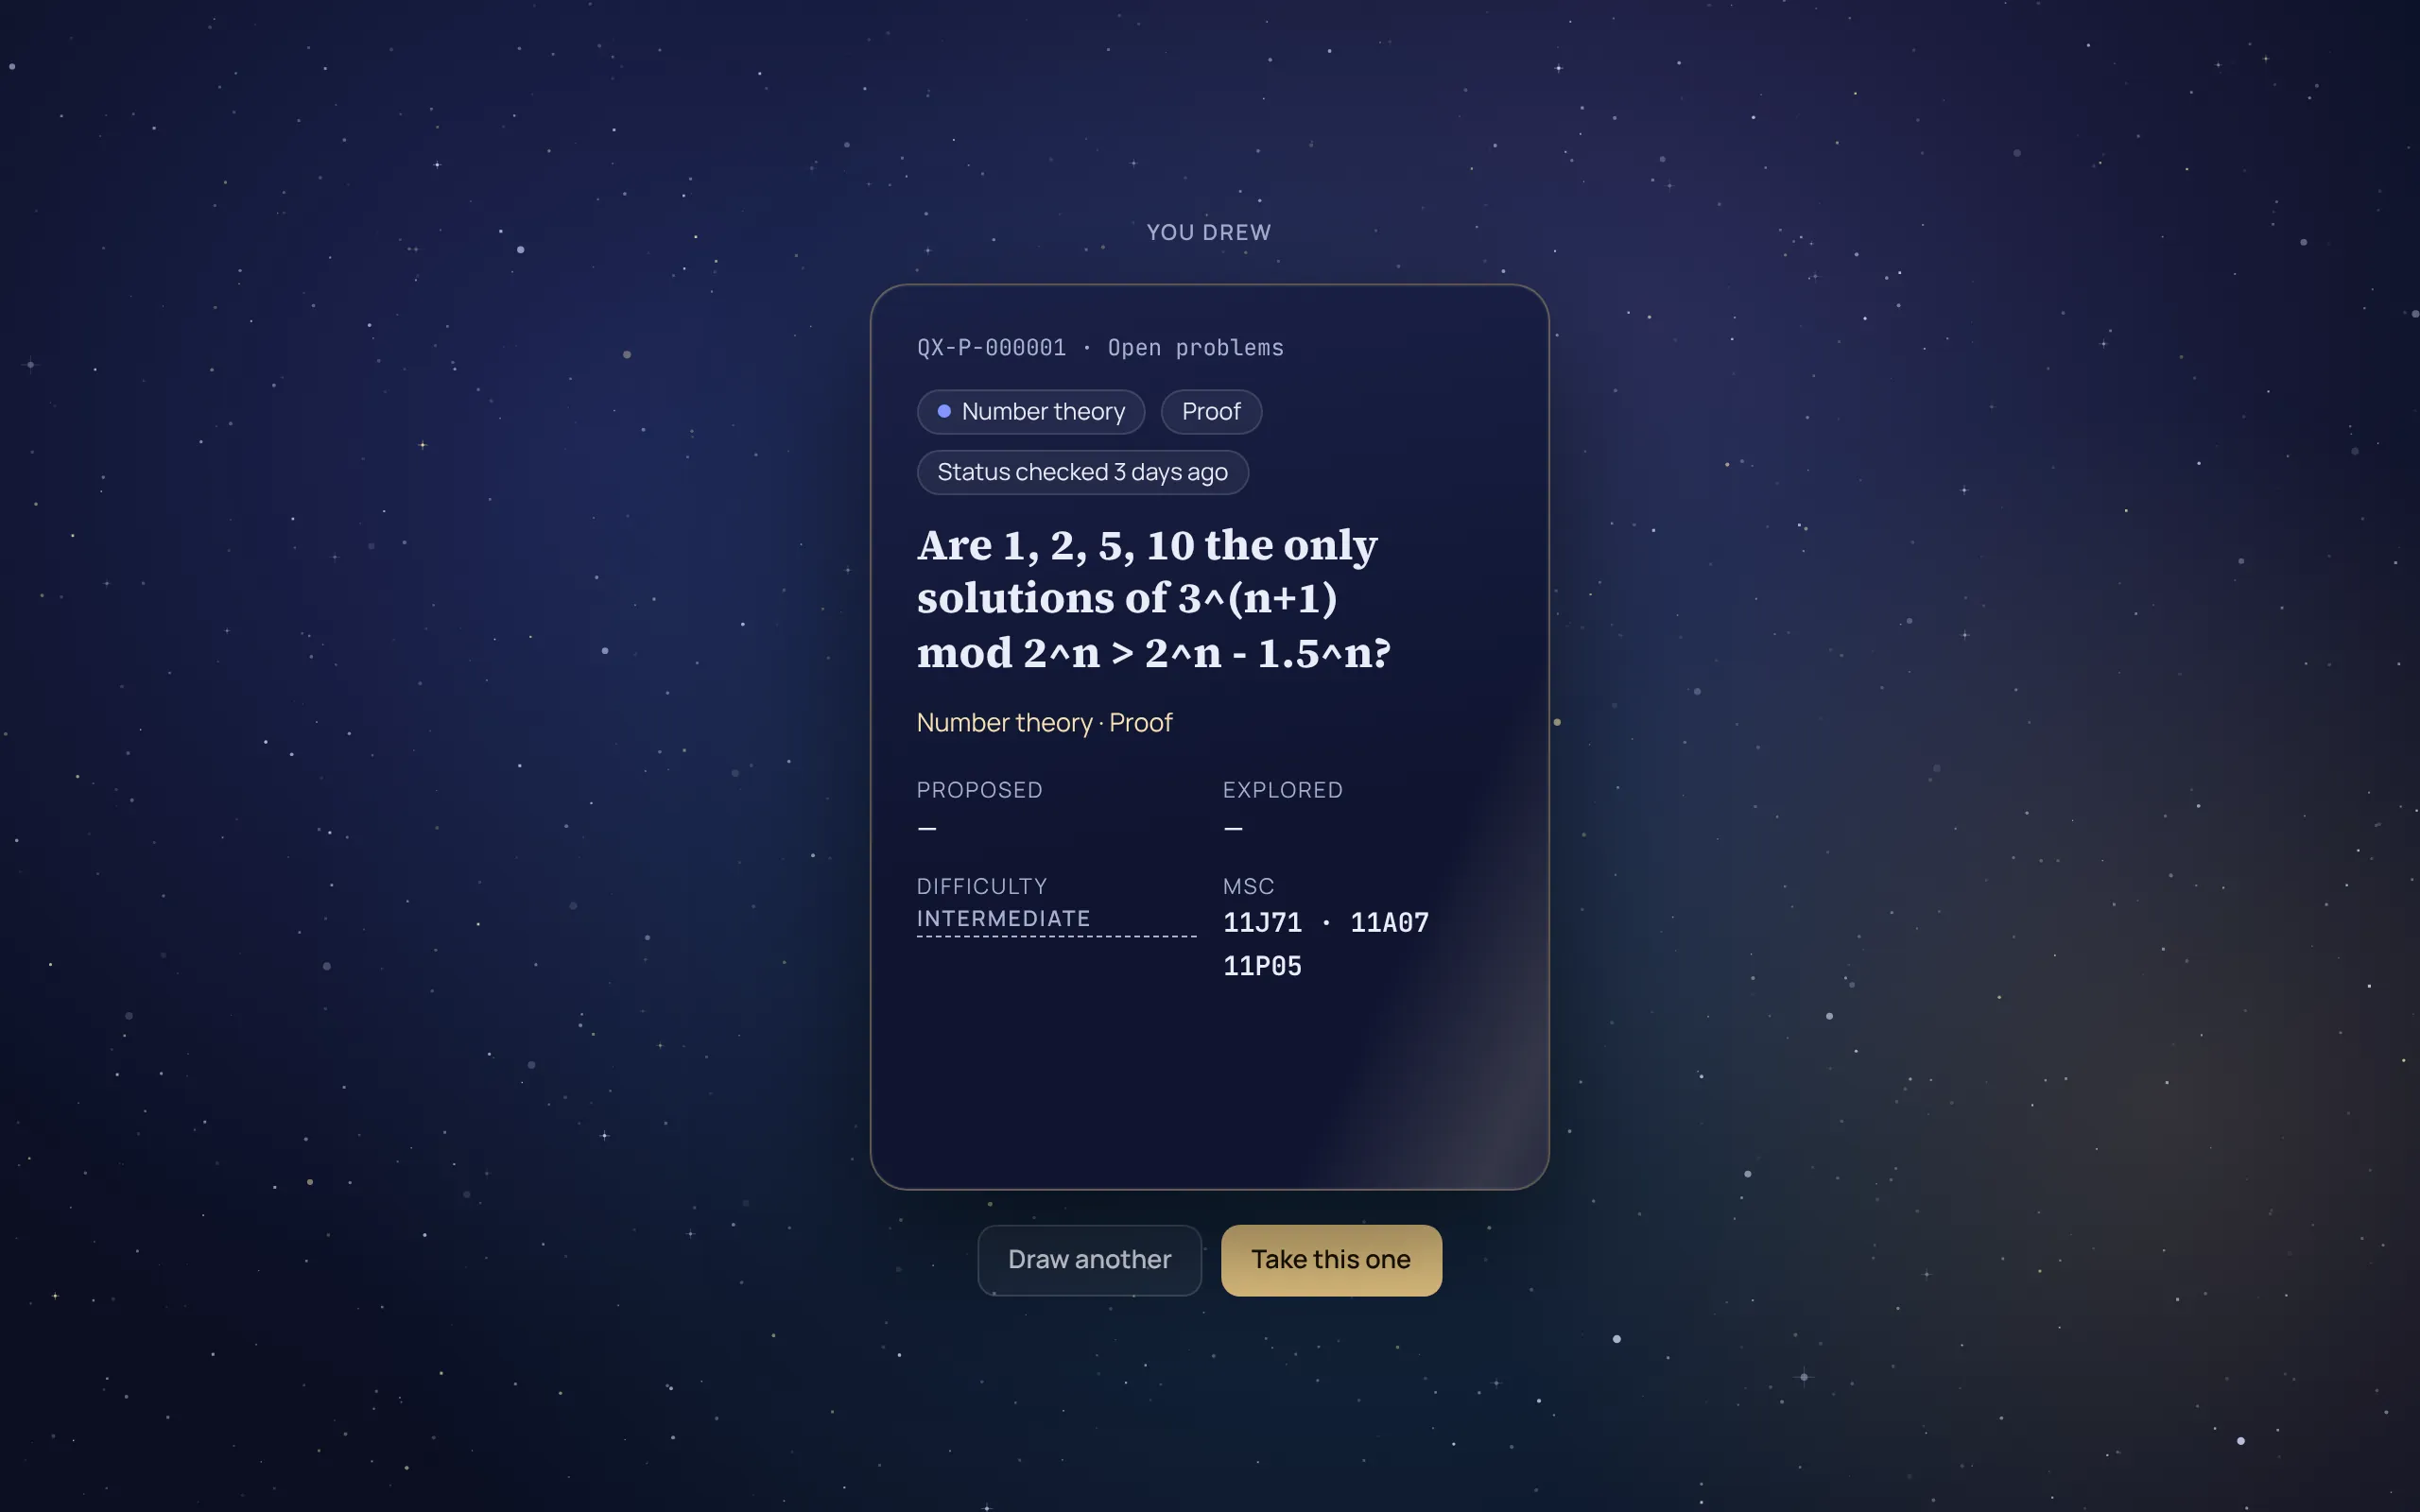 YOU DREW
QX-P-000001 · Open problems
Number theory Proof
Status checked 3 days ago
Are 1, 2, 5, 10 the only
solutions of 3^(n+1)
mod 2^n > 2^n - 1.5^n?
Number theory · Proof
PROPOSED EXPLORED
— —
DIFFICULTY MSC
INTERMEDIATE 11J71 · 11A07
11P05
Draw another Take this one